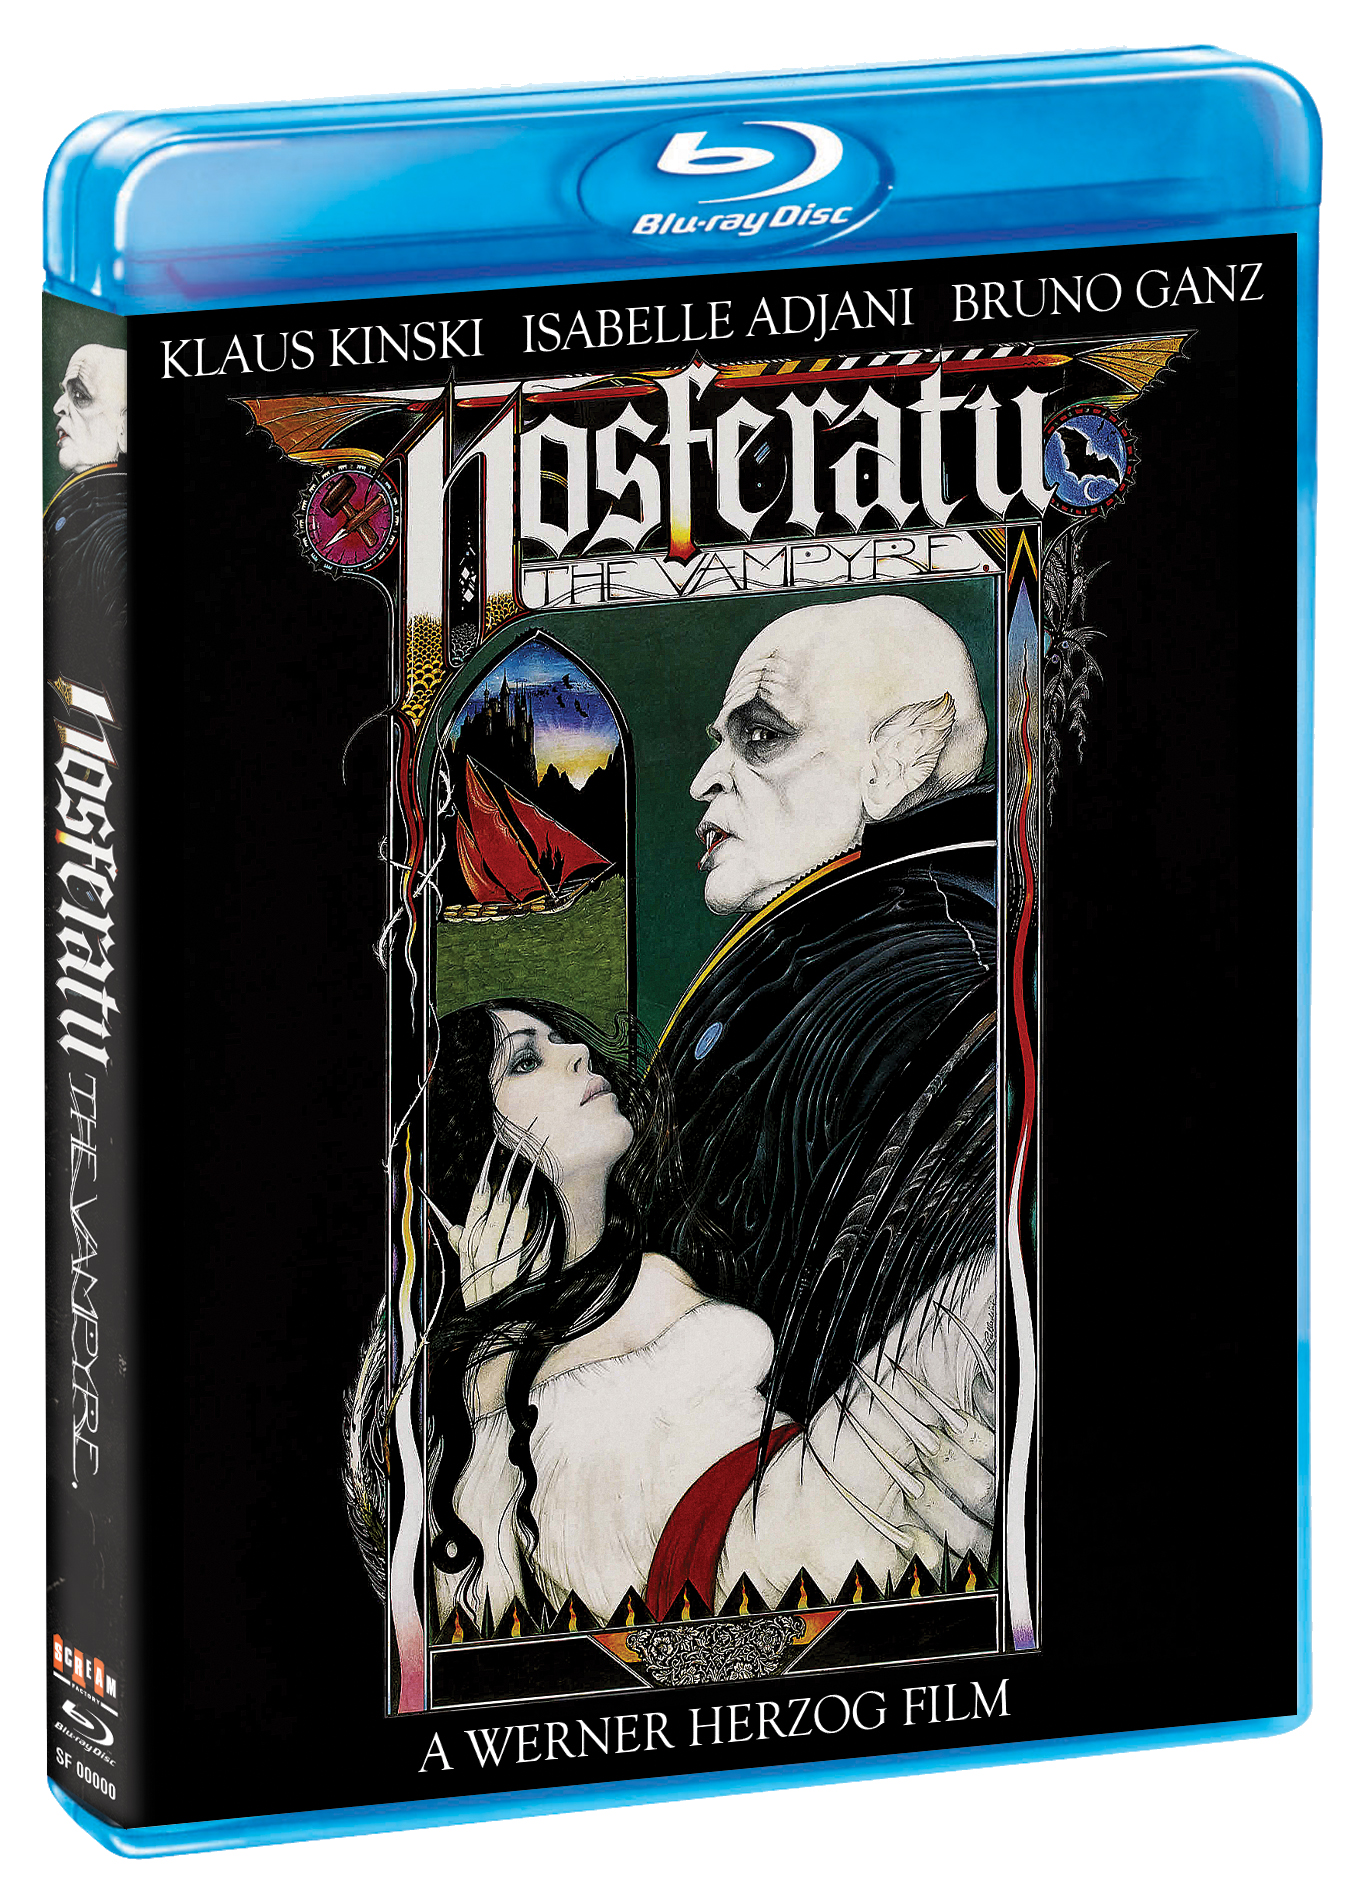 Blu-ray Disc
KLAUS KINSKI ISABELLE ADJANI BRUNO GANZ
Nosferatu
THE VAMPYRE.
A WERNER HERZOG FILM
Nosferatu THE VAMPYRE.
SCREAM
FACTORY
Blu-ray Disc
SF 00000